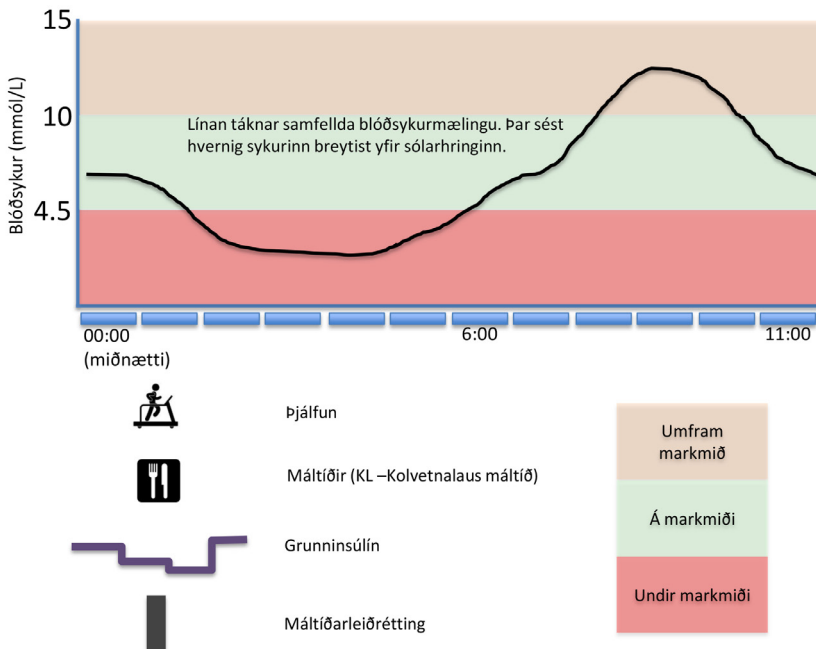 15
Blóðsykur (mmól/L)
10
Línan táknar samfellda blóðsykurmælingu. Þar sést
hvernig sykurinn breytist yfir sólarhringinn.
4.5
00:00
(miðnætti)
6:00
11:00
Þjálfun
Máltíðir (KL –Kolvetnalaus máltíð)
Grunninsúlín
Máltíðarleiðrétting
Umfram
markmið
Á markmiði
Undir markmiði